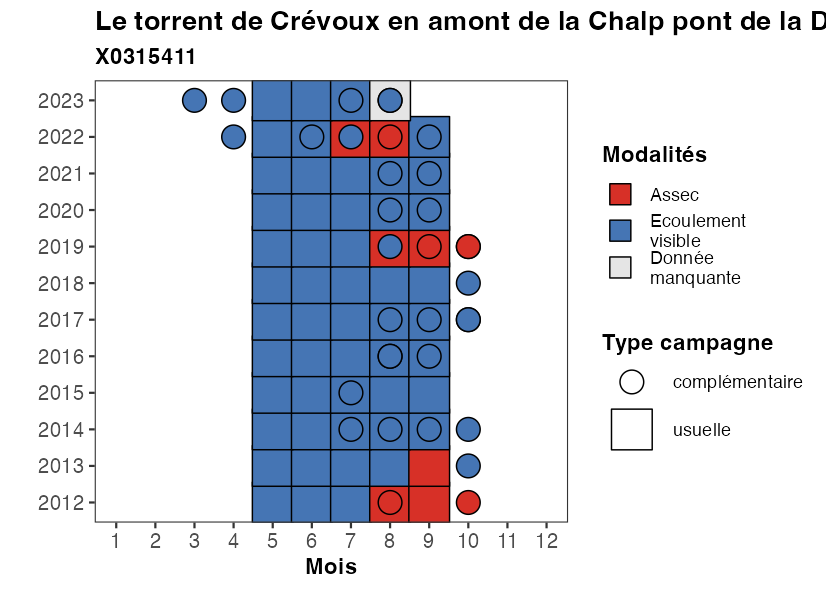 Le torrent de Crévoux en amont de la Chalp pont de la D
X0315411
2023
2022
2021
2020
2019
2018
2017
2016
2015
2014
2013
2012
1 2 3 4 5 6 7 8 9 10 11 12
Mois
Modalités
Assec
Ecoulement
visible
Donnée
manquante
Type campagne
complémentaire
usuelle